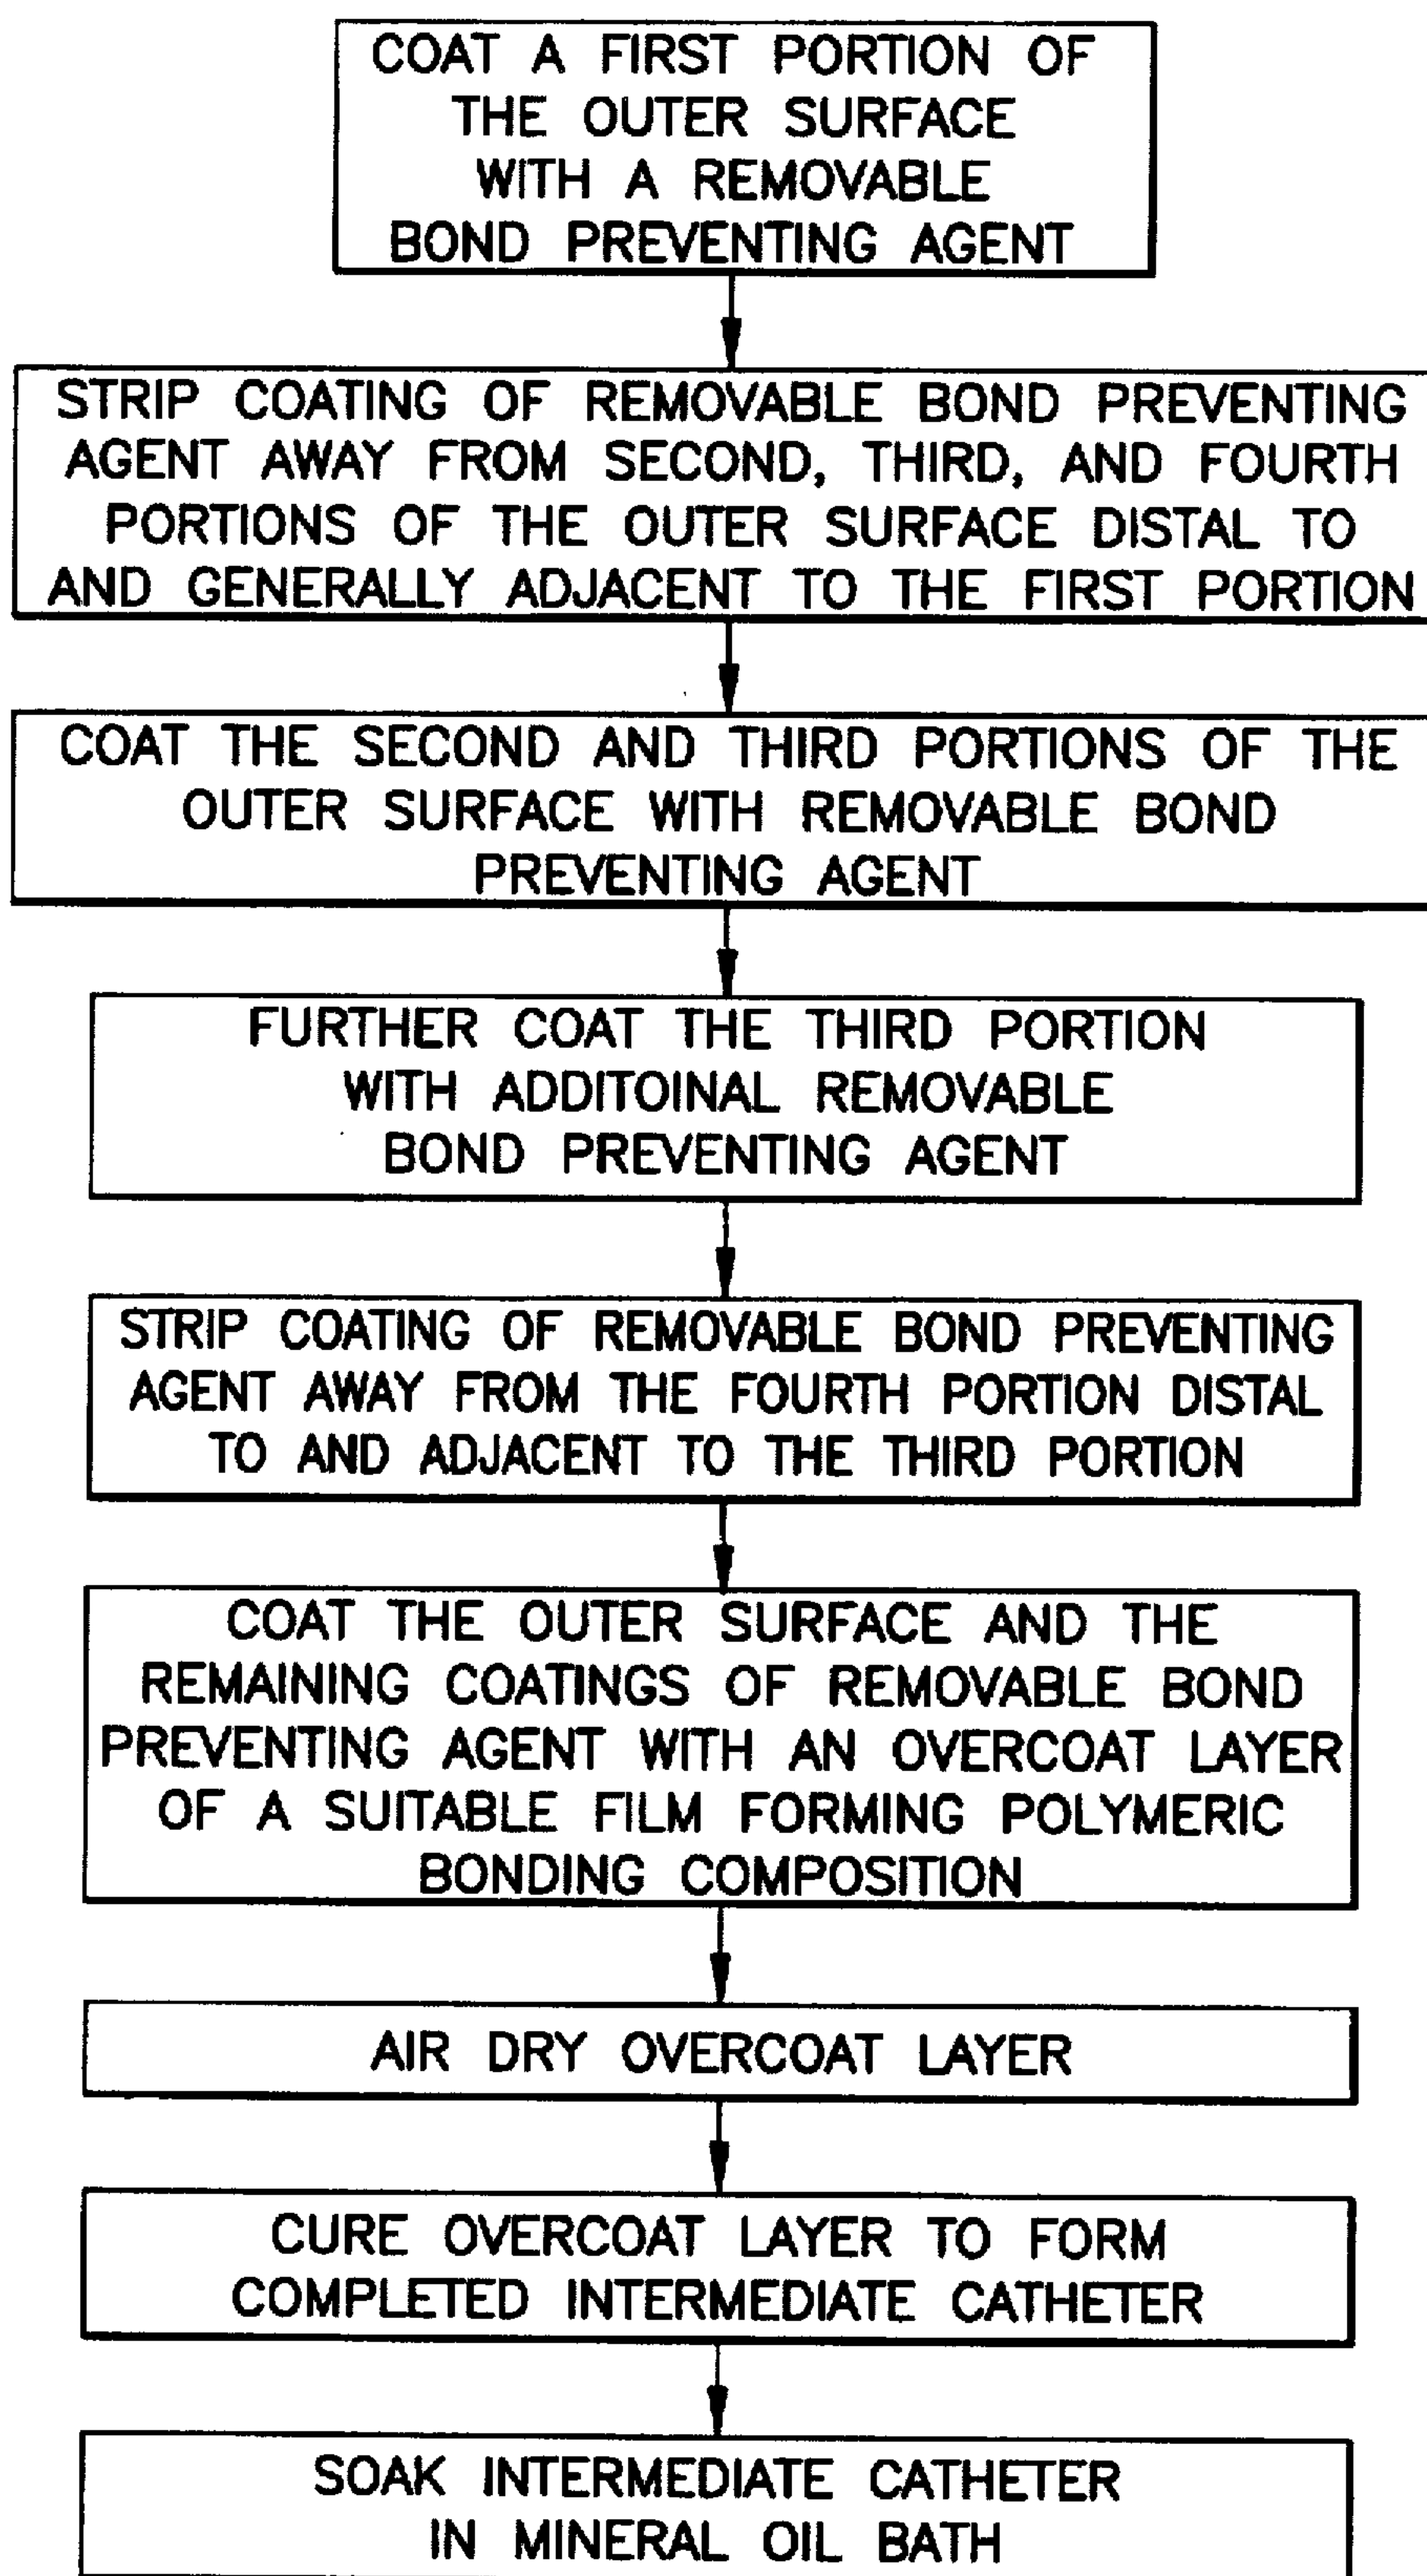 COAT A FIRST PORTION OF
THE OUTER SURFACE
WITH A REMOVABLE
BOND PREVENTING AGENT
STRIP COATING OF REMOVABLE BOND PREVENTING
AGENT AWAY FROM SECOND, THIRD, AND FOURTH
PORTIONS OF THE OUTER SURFACE DISTAL TO
AND GENERALLY ADJACENT TO THE FIRST PORTION
COAT THE SECOND AND THIRD PORTIONS OF THE
OUTER SURFACE WITH REMOVABLE BOND
PREVENTING AGENT
FURTHER COAT THE THIRD PORTION
WITH ADDITOINAL REMOVABLE
BOND PREVENTING AGENT
STRIP COATING OF REMOVABLE BOND PREVENTING
AGENT AWAY FROM THE FOURTH PORTION DISTAL
TO AND ADJACENT TO THE THIRD PORTION
COAT THE OUTER SURFACE AND THE
REMAINING COATINGS OF REMOVABLE BOND
PREVENTING AGENT WITH AN OVERCOAT LAYER
OF A SUITABLE FILM FORMING POLYMERIC
BONDING COMPOSITION
AIR DRY OVERCOAT LAYER
CURE OVERCOAT LAYER TO FORM
COMPLETED INTERMEDIATE CATHETER
SOAK INTERMEDIATE CATHETER
IN MINERAL OIL BATH